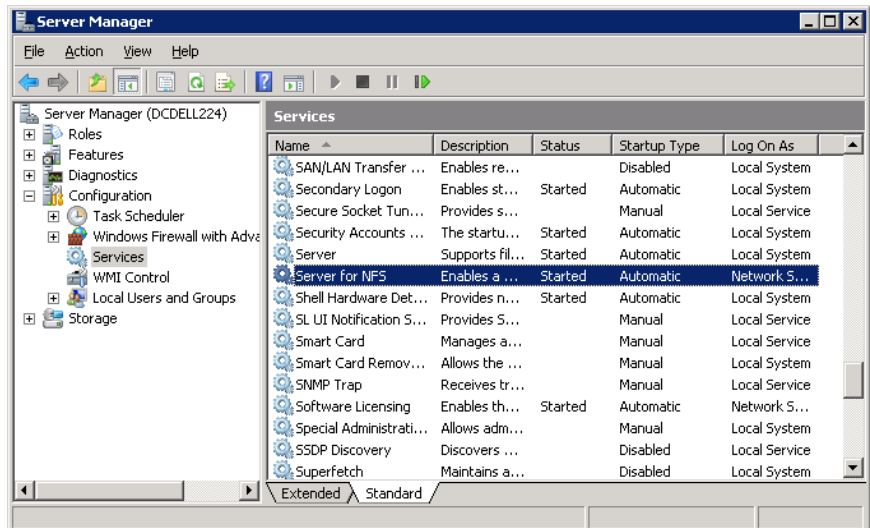 Server Manager
File Action View Help
Server Manager (DCDELL224)
Roles
Features
Diagnostics
Configuration
Task Scheduler
Windows Firewall with Adva
Services
WMI Control
Local Users and Groups
Storage
Services
Name Description Status Startup Type Log On As
SAN/LAN Transfer ... Enables re... Disabled Local System
Secondary Logon Enables st... Started Automatic Local System
Secure Socket Tun... Provides s... Manual Local Service
Security Accounts ... The startu... Started Automatic Local System
Server Supports fil... Started Automatic Local System
Server for NFS Enables a ... Started Automatic Network S...
Shell Hardware Det... Provides n... Started Automatic Local System
SL UI Notification S... Provides S... Manual Local Service
Smart Card Manages a... Manual Local Service
Smart Card Remov... Allows the ... Manual Local System
SNMP Trap Receives tr... Manual Local Service
Software Licensing Enables th... Started Automatic Network S...
Special Administrati... Allows adm... Manual Local System
SSDP Discovery Discovers ... Disabled Local Service
Superfetch Maintains a... Disabled Local System
Extended Standard